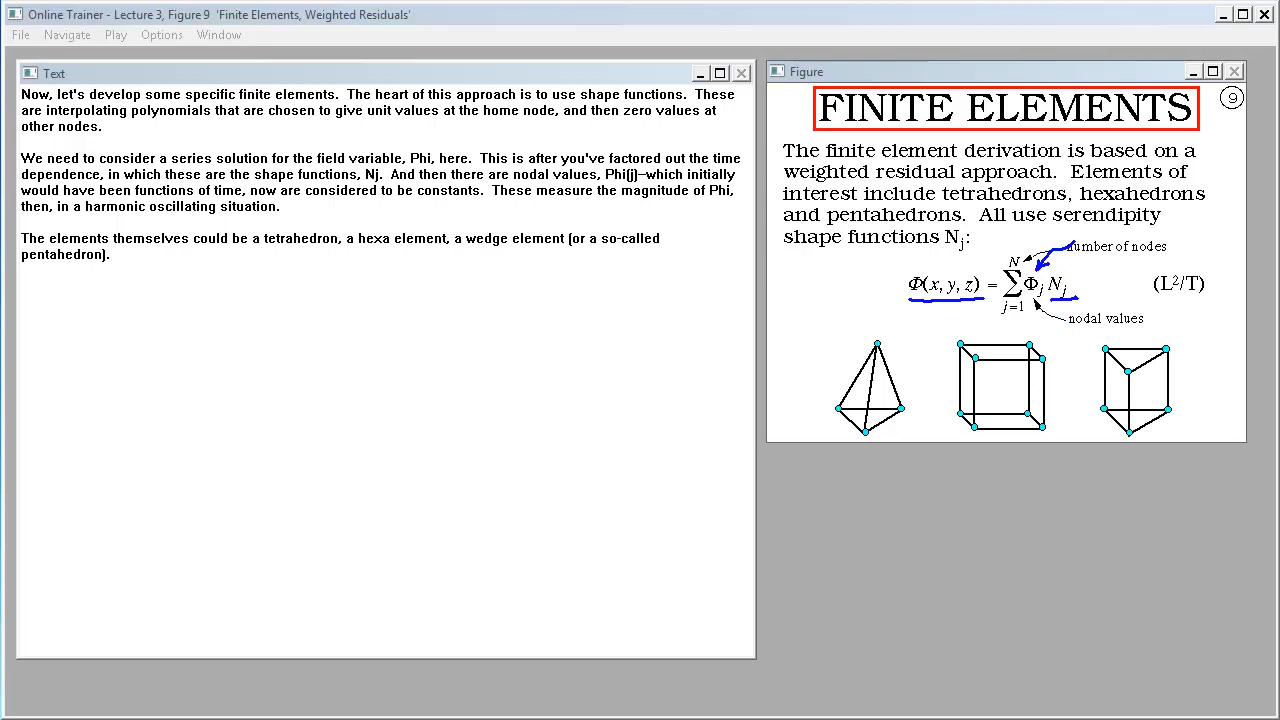 Online Trainer - Lecture 3, Figure 9 'Finite Elements, Weighted Residuals'
File Navigate Play Options Window
Text
Now, let's develop some specific finite elements. The heart of this approach is to use shape functions. These
are interpolating polynomials that are chosen to give unit values at the home node, and then zero values at
other nodes.
We need to consider a series solution for the field variable, Phi, here. This is after you've factored out the time
dependence, in which these are the shape functions, Nj. And then there are nodal values, Phi(j)—which initially
would have been functions of time, now are considered to be constants. These measure the magnitude of Phi,
then, in a harmonic oscillating situation.
The elements themselves could be a tetrahedron, a hexa element, a wedge element (or a so-called
pentahedron).
Figure
FINITE ELEMENTS
9
The finite element derivation is based on a
weighted residual approach. Elements of
interest include tetrahedrons, hexahedrons
and pentahedrons. All use serendipity
shape functions Nj:
number of nodes
Φ(x, y, z) = N∑j=1 Φj Nj (L²/T)
nodal values